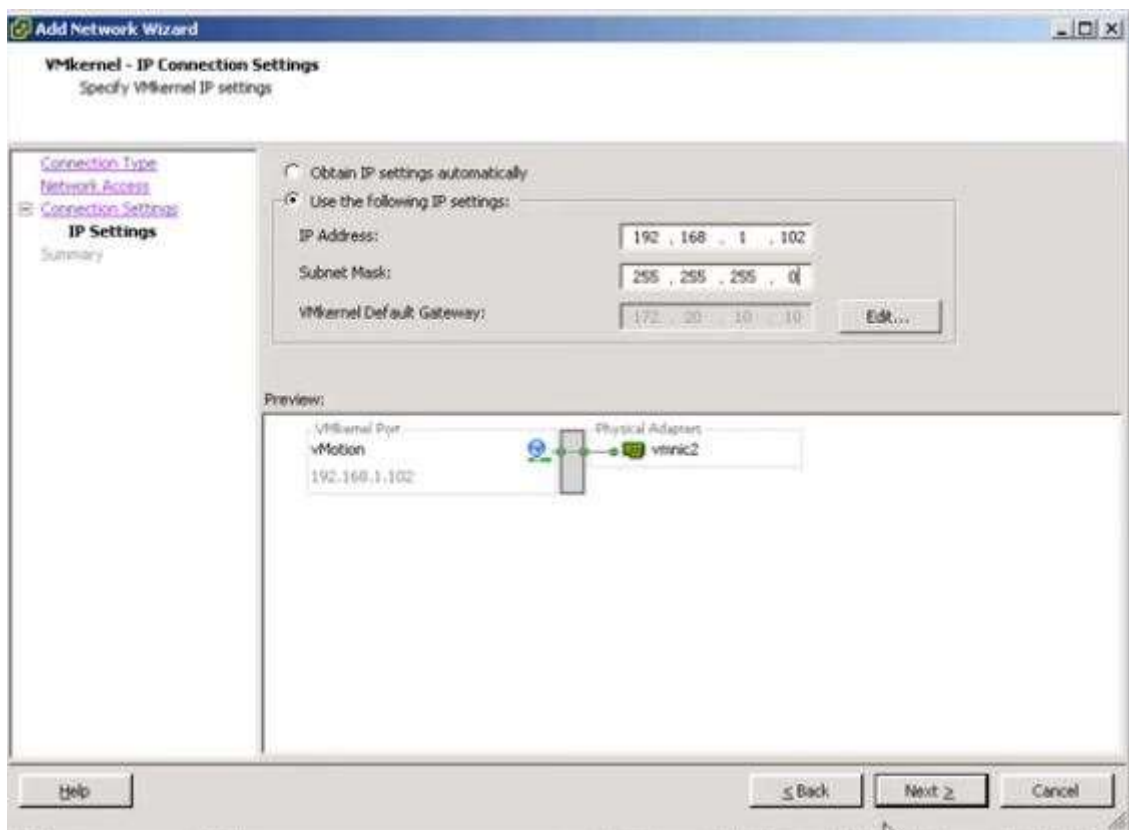 Add Network Wizard
VMkernel - IP Connection Settings
Specify VMkernel IP settings
Connection Type
Network Access
Connection Settings
IP Settings
Summary
Obtain IP settings automatically
Use the following IP settings:
IP Address: 192 . 168 . 1 . 102
Subnet Mask: 255 . 255 . 255 . 0
VMkernel Default Gateway: 172 . 20 . 10 . 10 Edit...
Preview:
VMkernel Port Physical Adapters
vMotion vmnic2
192.168.1.102
Help < Back Next > Cancel